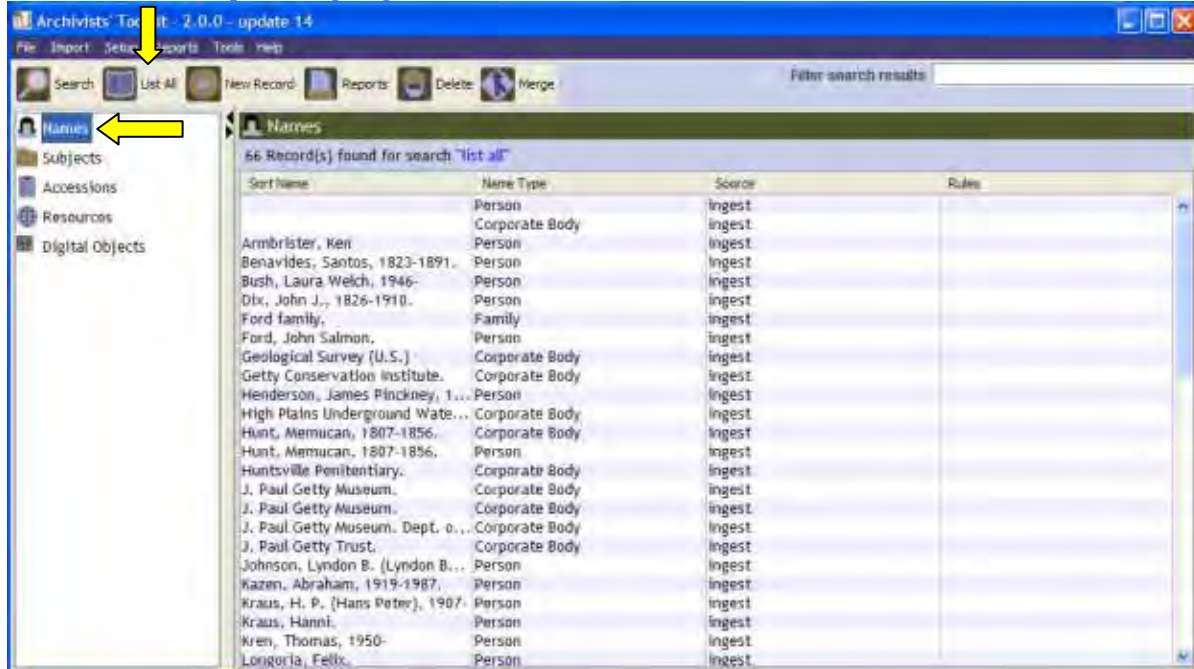 Archivists' Toolkit - 2.0.0 - update 14
File Import Setup Reports Tools Help
Search List All New Record Reports Delete Merge Filter search results
Names
Subjects
Accessions
Resources
Digital Objects
Names
66 Record(s) found for search "list all"
Sort Name Name Type Source Rules
Person ingest
Corporate Body ingest
Armbrister, Ken Person ingest
Benavides, Santos, 1823-1891. Person ingest
Bush, Laura Welch, 1946- Person ingest
Dix, John J., 1826-1910. Person ingest
Ford family. Family ingest
Ford, John Salmon. Person ingest
Geological Survey (U.S.) Corporate Body ingest
Getty Conservation Institute. Corporate Body ingest
Henderson, James Pinckney, 1... Person ingest
High Plains Underground Wate... Corporate Body ingest
Hunt, Memucan, 1807-1856. Corporate Body ingest
Hunt, Memucan, 1807-1856. Person ingest
Huntsville Penitentiary. Corporate Body ingest
J. Paul Getty Museum. Corporate Body ingest
J. Paul Getty Museum. Corporate Body ingest
J. Paul Getty Museum. Dept. o... Corporate Body ingest
J. Paul Getty Trust. Corporate Body ingest
Johnson, Lyndon B. (Lyndon B... Person ingest
Kazen, Abraham, 1919-1987. Person ingest
Kraus, H. P. (Hans Peter), 1907- Person ingest
Kraus, Hanni. Person ingest
Kren, Thomas, 1950- Person ingest
Longoria, Felix. Person ingest